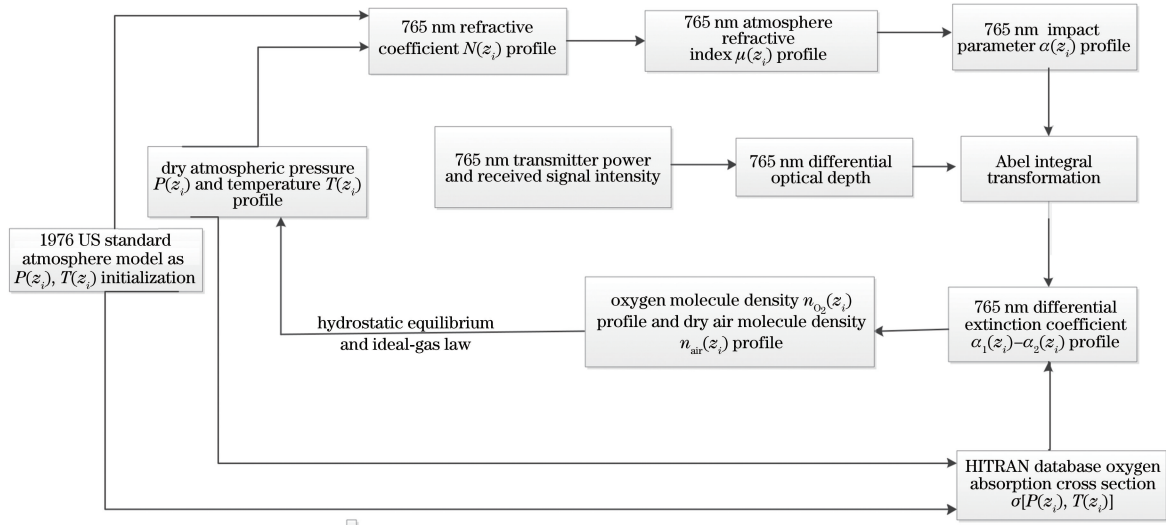 765 nm refractive
coefficient N(z_i) profile
765 nm atmosphere
refractive
index μ(z_i) profile
765 nm impact
parameter α(z_i) profile
dry atmospheric pressure
P(z_i) and temperature T(z_i)
profile
765 nm transmitter power
and received signal intensity
765 nm differential
optical depth
Abel integral
transformation
1976 US standard
atmosphere model as
P(z_i), T(z_i) initialization
hydrostatic equilibrium
and ideal-gas law
oxygen molecule density n_O₂(z_i)
profile and dry air molecule density
n_air(z_i) profile
765 nm differential
extinction coefficient
α₁(z_i)−α₂(z_i) profile
HITRAN database oxygen
absorption cross section
σ[P(z_i), T(z_i)]